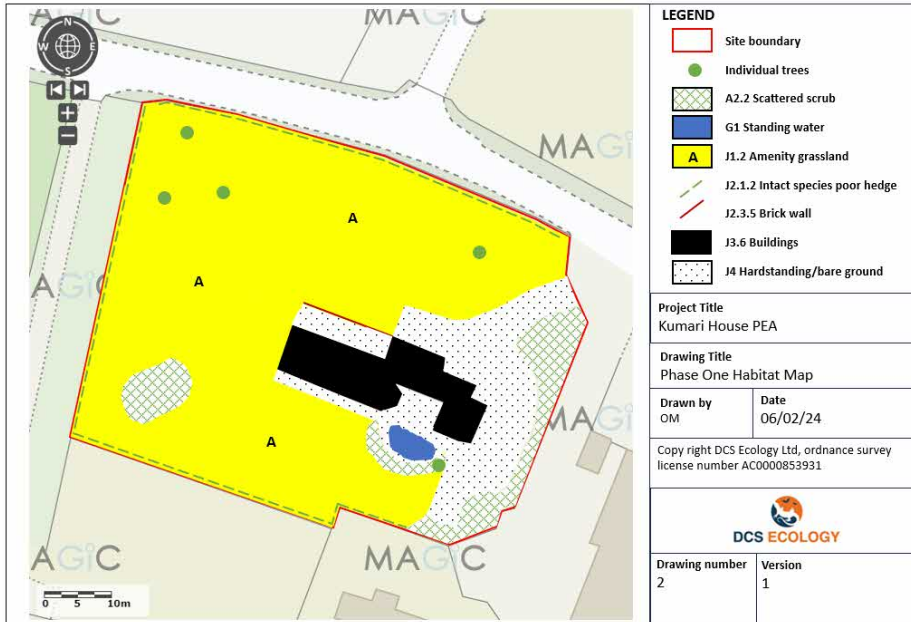 MAGiC
MAGiC
N
W
E
S
MAGi
A
A
AGiC
A
AGi
AGiC
MAGiC
0 5 10m
LEGEND
Site boundary
Individual trees
A2.2 Scattered scrub
G1 Standing water
A J1.2 Amenity grassland
J2.1.2 Intact species poor hedge
J2.3.5 Brick wall
J3.6 Buildings
J4 Hardstanding/bare ground
Project Title
Kumari House PEA
Drawing Title
Phase One Habitat Map
Drawn by
OM
Date
06/02/24
Copy right DCS Ecology Ltd, ordnance survey
license number AC0000853931
DCS ECOLOGY
Drawing number
2
Version
1